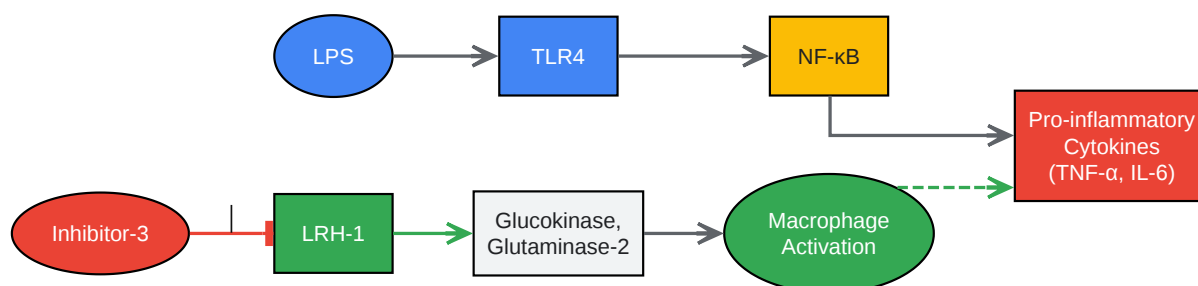 LPS
TLR4
NF-κB
Pro-inflammatory
Cytokines
(TNF-α, IL-6)
Inhibitor-3
LRH-1
Glucokinase,
Glutaminase-2
Macrophage
Activation